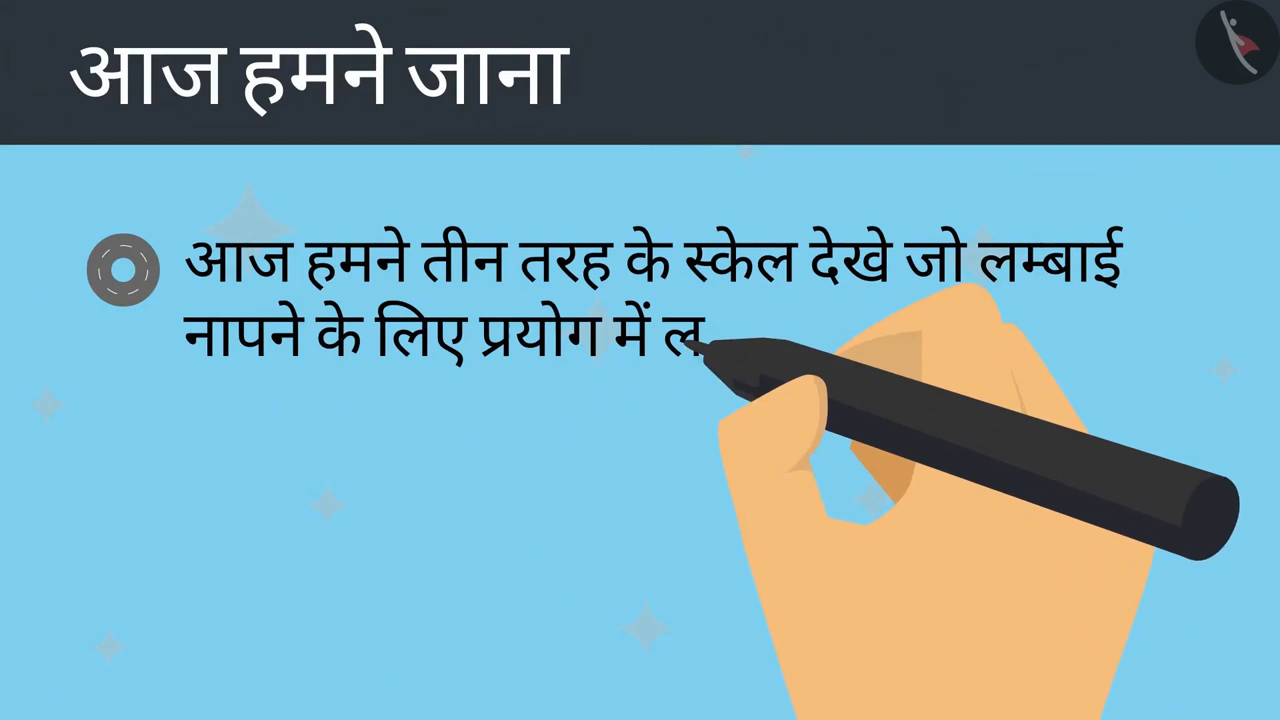 आज हमने जाना
आज हमने तीन तरह के स्केल देखे जो लम्बाई
नापने के लिए प्रयोग में ल